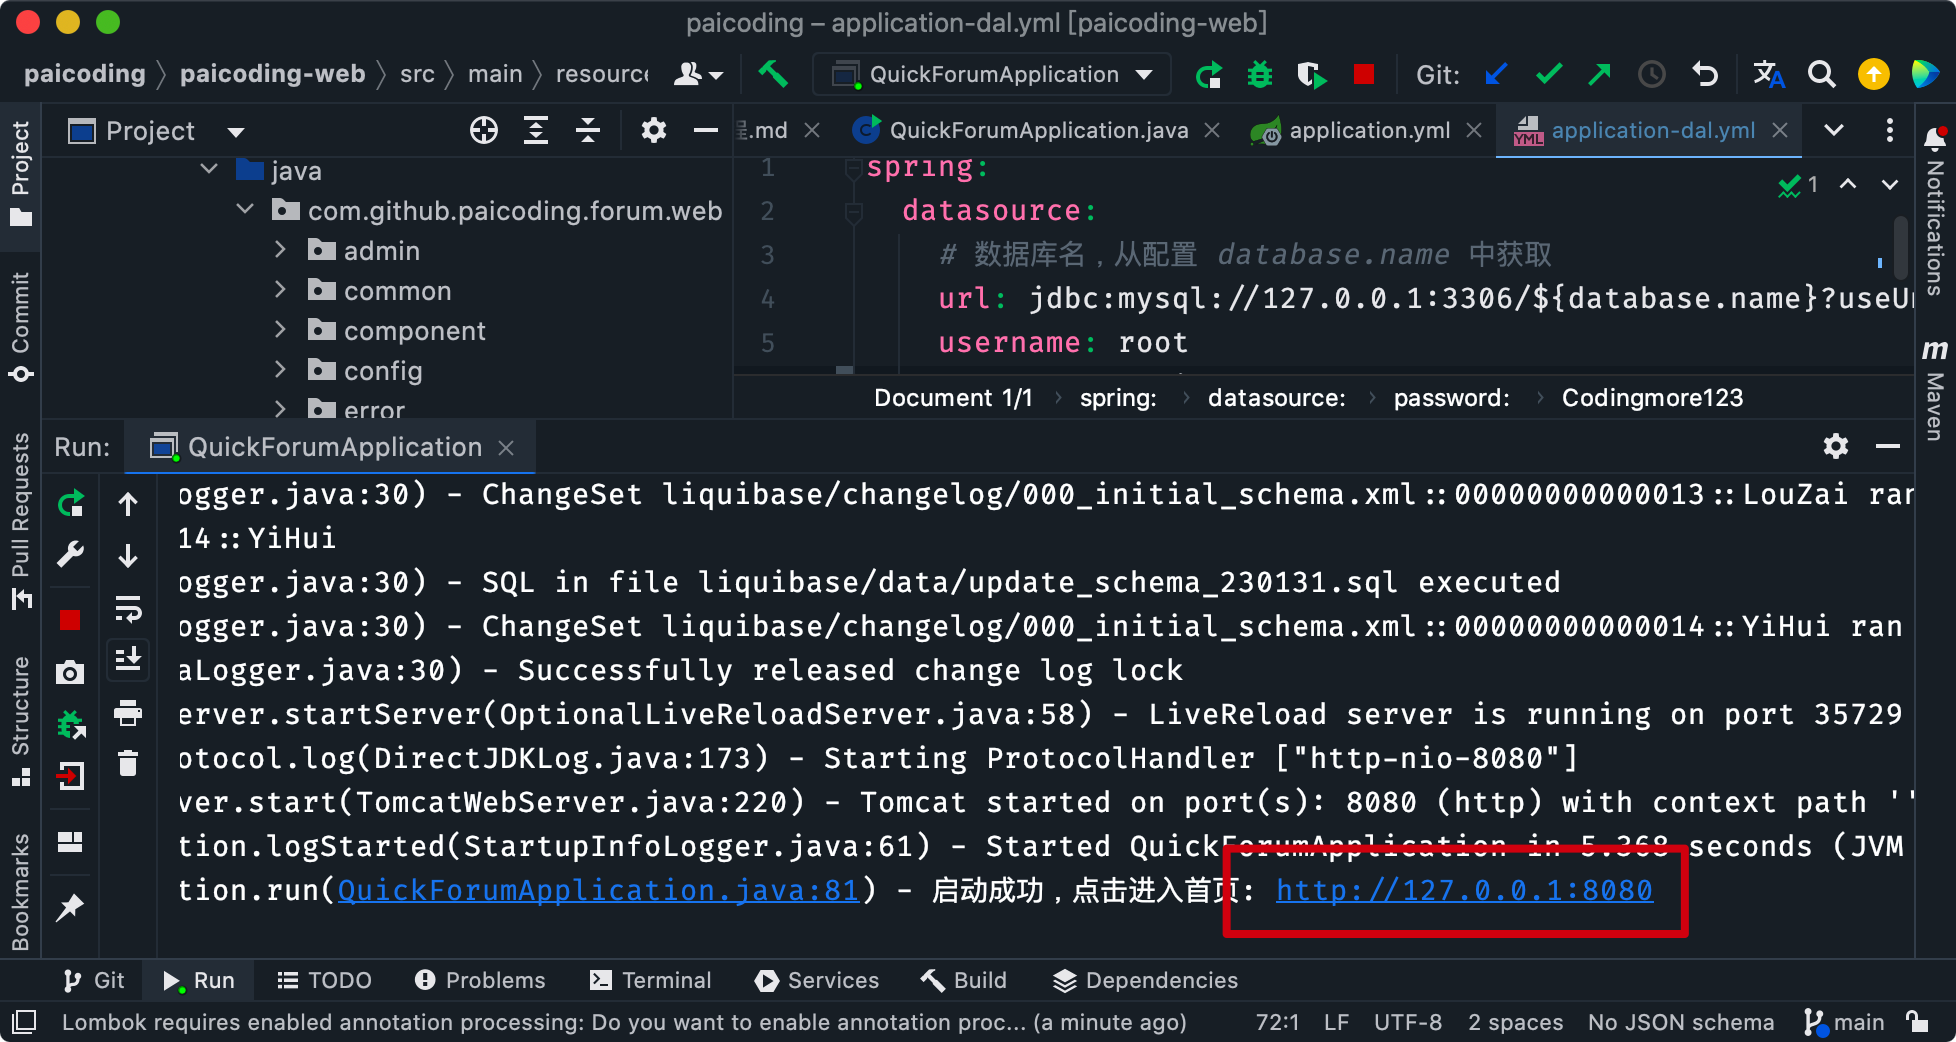 paicoding – application-dal.yml [paicoding-web]
paicoding › paicoding-web › src › main › resourc
QuickForumApplication
Git:
Project
.md
QuickForumApplication.java
application.yml
application-dal.yml
Project
Commit
Pull Requests
Structure
Bookmarks
java
com.github.paicoding.forum.web
admin
common
component
config
error
1 spring:
2 datasource:
3 # 数据库名，从配置 database.name 中获取
4 url: jdbc:mysql://127.0.0.1:3306/${database.name}?useU
5 username: root
1
Document 1/1 › spring: › datasource: › password: › Codingmore123
Notifications
Maven
Run:
QuickForumApplication
ogger.java:30) - ChangeSet liquibase/changelog/000_initial_schema.xml::00000000000013::LouZai ran
14::YiHui
ogger.java:30) - SQL in file liquibase/data/update_schema_230131.sql executed
ogger.java:30) - ChangeSet liquibase/changelog/000_initial_schema.xml::00000000000014::YiHui ran
aLogger.java:30) - Successfully released change log lock
erver.startServer(OptionalLiveReloadServer.java:58) - LiveReload server is running on port 35729
otocol.log(DirectJDKLog.java:173) - Starting ProtocolHandler ["http-nio-8080"]
ver.start(TomcatWebServer.java:220) - Tomcat started on port(s): 8080 (http) with context path ''
tion.logStarted(StartupInfoLogger.java:61) - Started QuickForumApplication in 5.368 seconds (JVM
tion.run(QuickForumApplication.java:81) - 启动成功，点击进入首页: http://127.0.0.1:8080
Git
Run
TODO
Problems
Terminal
Services
Build
Dependencies
Lombok requires enabled annotation processing: Do you want to enable annotation proc... (a minute ago)
72:1 LF UTF-8 2 spaces No JSON schema main